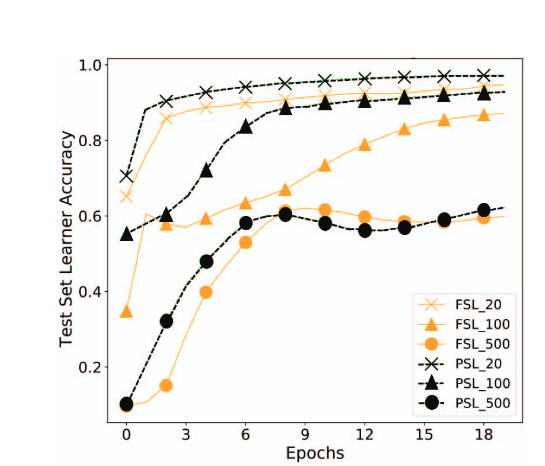 1.0
0.8
0.6
0.4
0.2
Test Set Learner Accuracy
FSL_20
FSL_100
FSL_500
PSL_20
PSL_100
PSL_500
0 3 6 9 12 15 18
Epochs